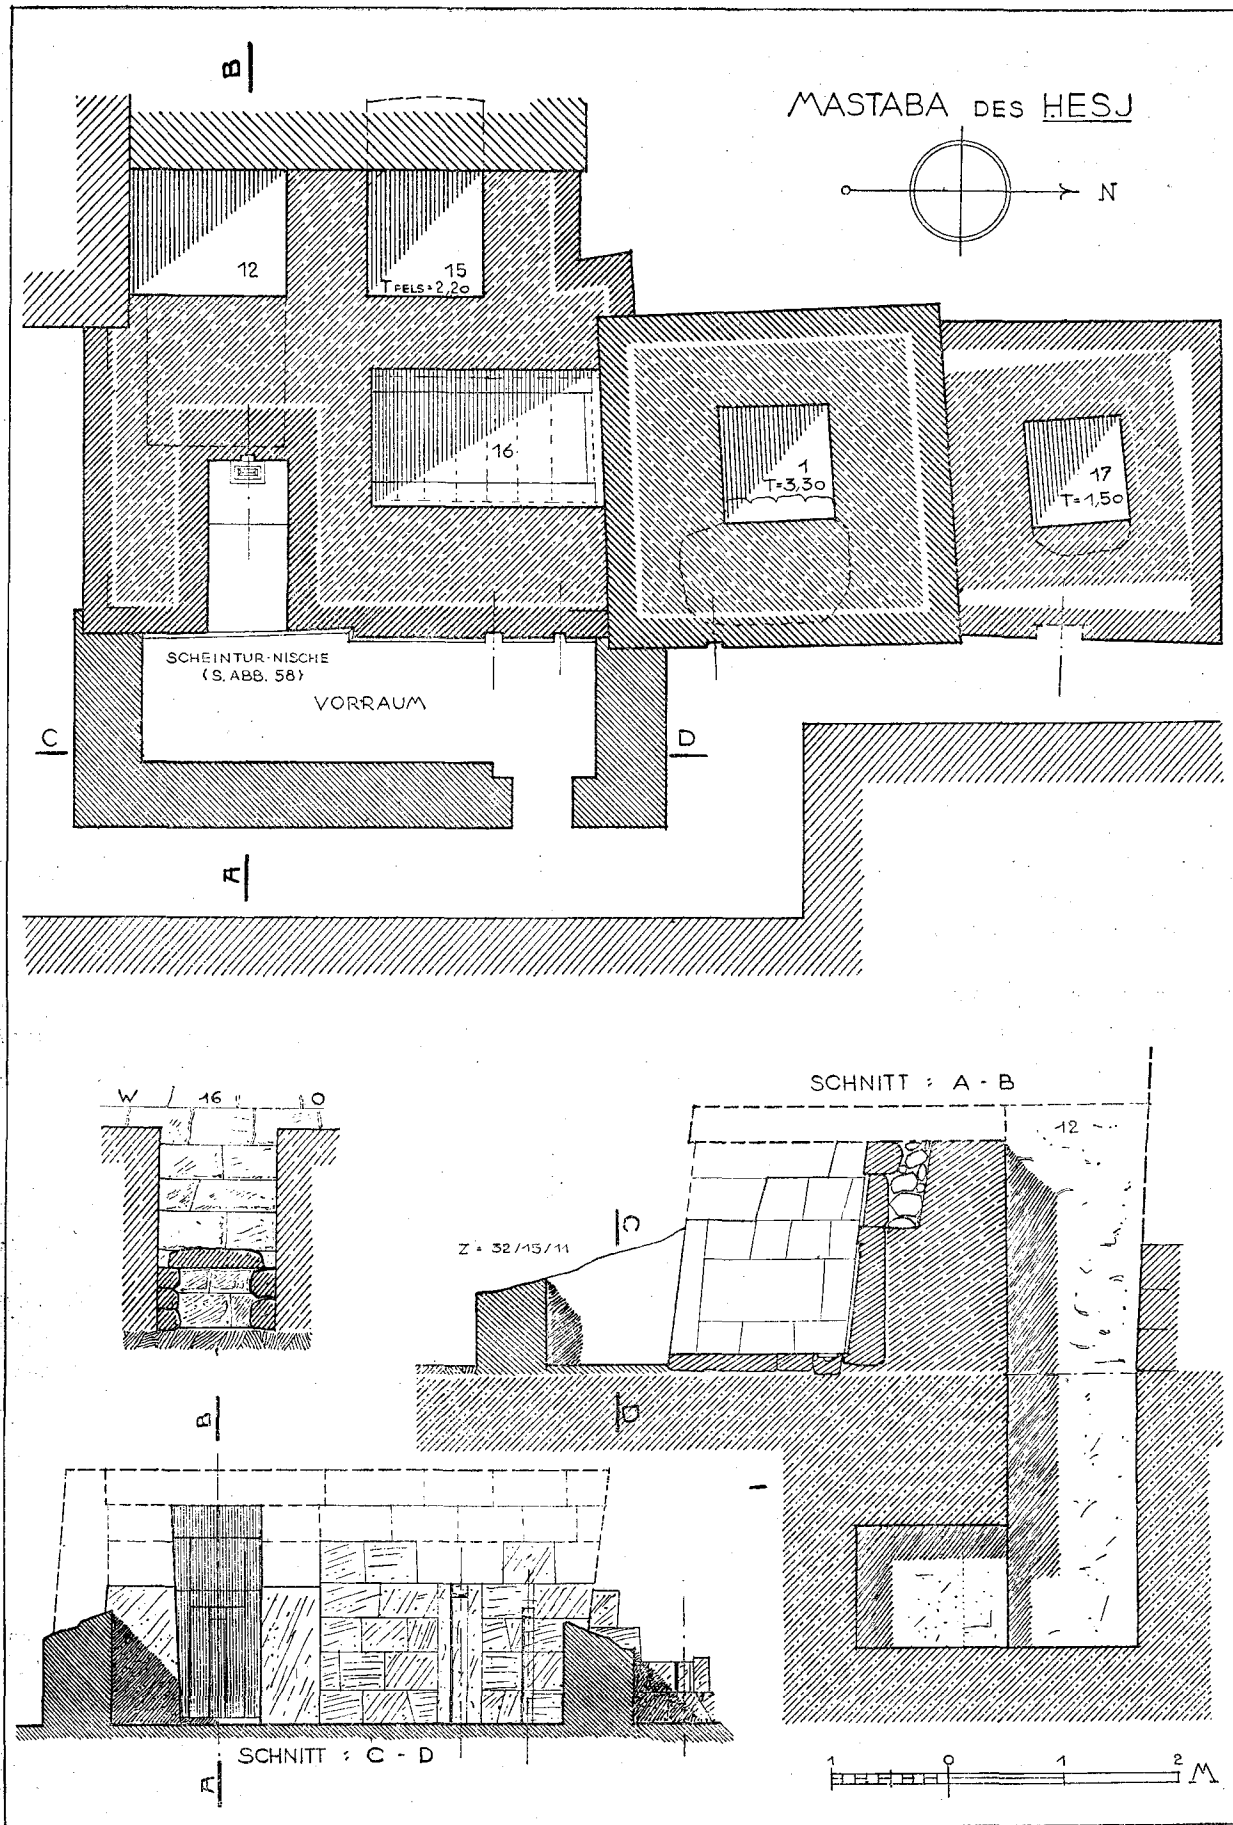 B
MASTABA DES HESJ
N
12
15
T FELS = 2,20
16
1
T=3,30
17
T=1,50
SCHEINTUR-NISCHE
(S. ABB. 58)
VORRAUM
C
D
A
W 16 O
SCHNITT : A - B
12
C
Z = 32/15/11
D
B
SCHNITT : C - D
A
1 0 1 2 M